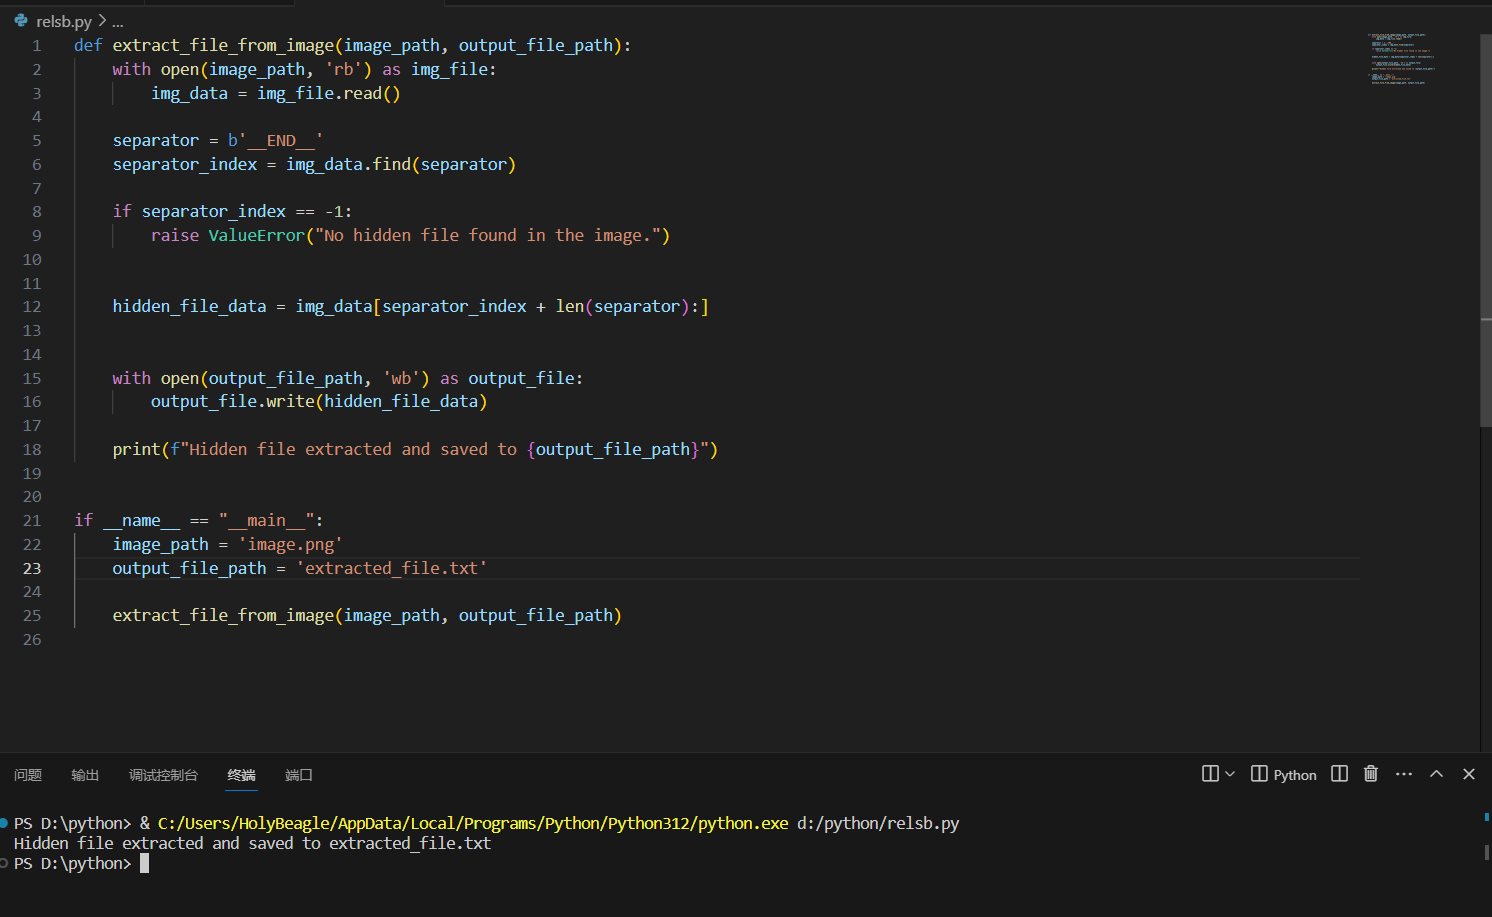 relsb.py > ...
1 def extract_file_from_image(image_path, output_file_path):
2     with open(image_path, 'rb') as img_file:
3         img_data = img_file.read()
4
5     separator = b'__END__'
6     separator_index = img_data.find(separator)
7
8     if separator_index == -1:
9         raise ValueError("No hidden file found in the image.")
10
11
12     hidden_file_data = img_data[separator_index + len(separator):]
13
14
15     with open(output_file_path, 'wb') as output_file:
16         output_file.write(hidden_file_data)
17
18     print(f"Hidden file extracted and saved to {output_file_path}")
19
20
21 if __name__ == "__main__":
22     image_path = 'image.png'
23     output_file_path = 'extracted_file.txt'
24
25     extract_file_from_image(image_path, output_file_path)
26
问题 输出 调试控制台 终端 端口 Python
PS D:\python> & C:/Users/HolyBeagle/AppData/Local/Programs/Python/Python312/python.exe d:/python/relsb.py
Hidden file extracted and saved to extracted_file.txt
PS D:\python>